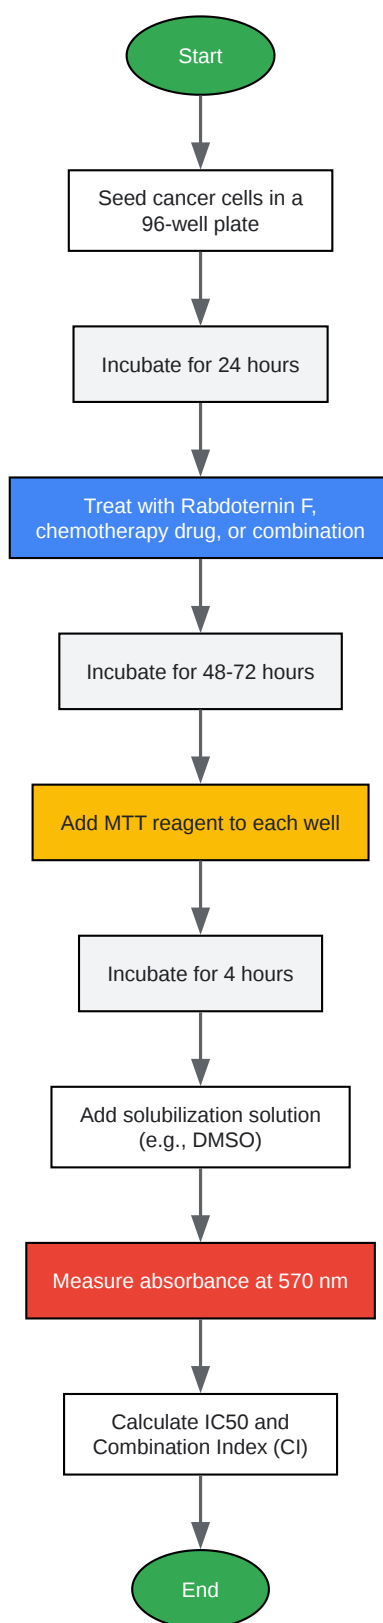 Start
Seed cancer cells in a
96-well plate
Incubate for 24 hours
Treat with Rabdoternin F,
chemotherapy drug, or combination
Incubate for 48-72 hours
Add MTT reagent to each well
Incubate for 4 hours
Add solubilization solution
(e.g., DMSO)
Measure absorbance at 570 nm
Calculate IC50 and
Combination Index (CI)
End